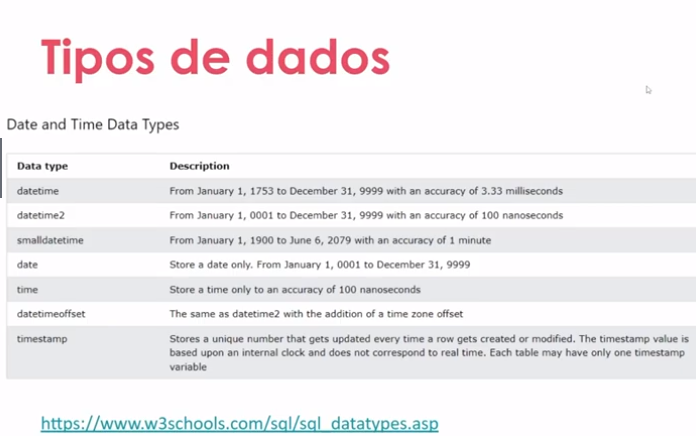 Tipos de dados
Date and Time Data Types
Data type Description
datetime From January 1, 1753 to December 31, 9999 with an accuracy of 3.33 milliseconds
datetime2 From January 1, 0001 to December 31, 9999 with an accuracy of 100 nanoseconds
smalldatetime From January 1, 1900 to June 6, 2079 with an accuracy of 1 minute
date Store a date only. From January 1, 0001 to December 31, 9999
time Store a time only to an accuracy of 100 nanoseconds
datetimeoffset The same as datetime2 with the addition of a time zone offset
timestamp Stores a unique number that gets updated every time a row gets created or modified. The timestamp value is
based upon an internal clock and does not correspond to real time. Each table may have only one timestamp
variable
https://www.w3schools.com/sql/sql_datatypes.asp